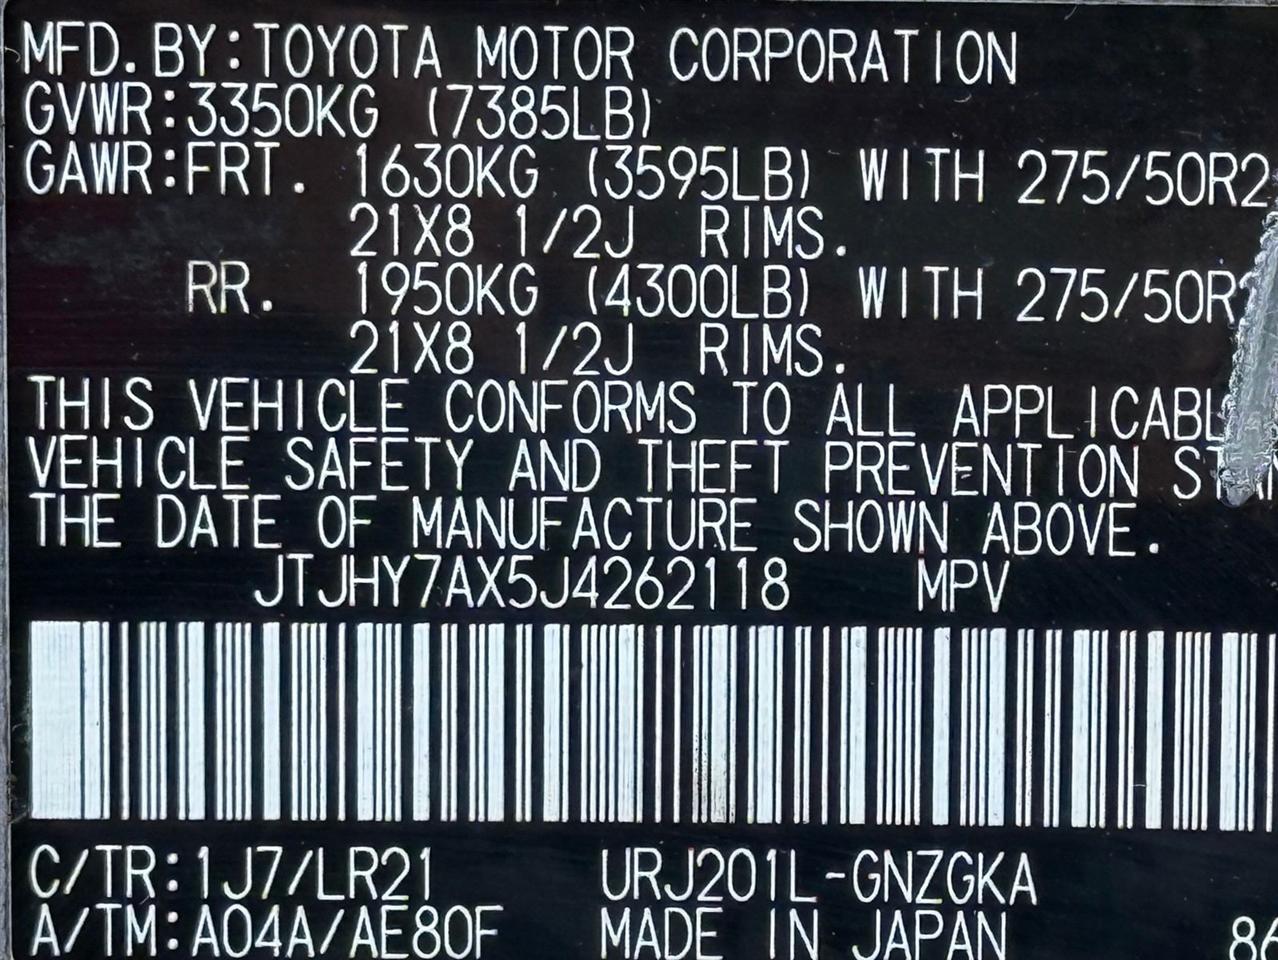 MFD. BY:TOYOTA MOTOR CORPORATION
GVWR:3350KG (7385LB)
GAWR:FRT. 1630KG (3595LB) WITH 275/50R2
21X8 1/2J RIMS.
RR. 1950KG (4300LB) WITH 275/50R
21X8 1/2J RIMS.
THIS VEHICLE CONFORMS TO ALL APPLICABL
VEHICLE SAFETY AND THEFT PREVENTION
THE DATE OF MANUFACTURE SHOWN ABOVE.
JTJHY7AX5J4262118 MPV
C/TR:1J7/LR21 URJ201L-GNZGKA
A/TM:A04A/AE80F MADE IN JAPAN